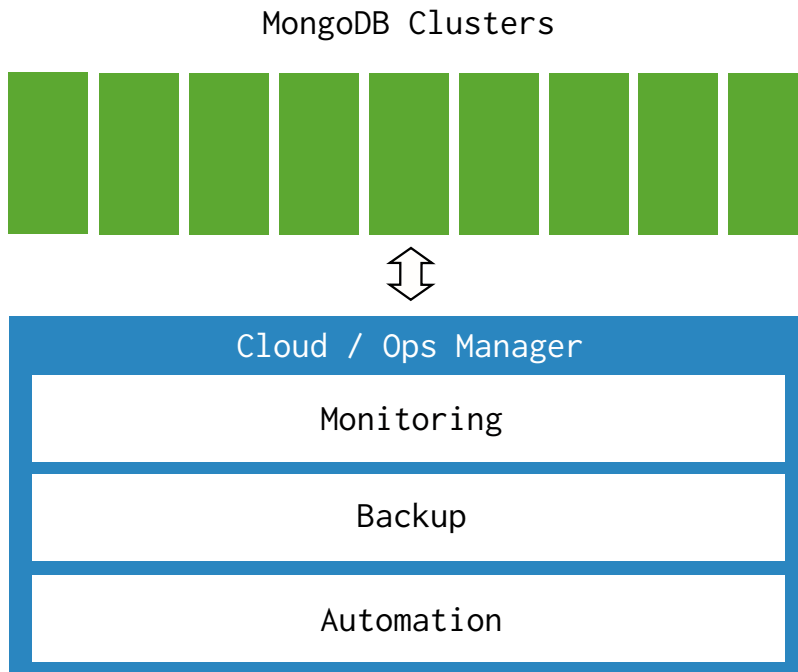 MongoDB Clusters
Cloud / Ops Manager
Monitoring
Backup
Automation